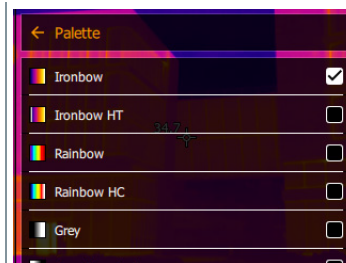 Palette
Ironbow
Ironbow HT
34.7
Rainbow
Rainbow HC
Grey